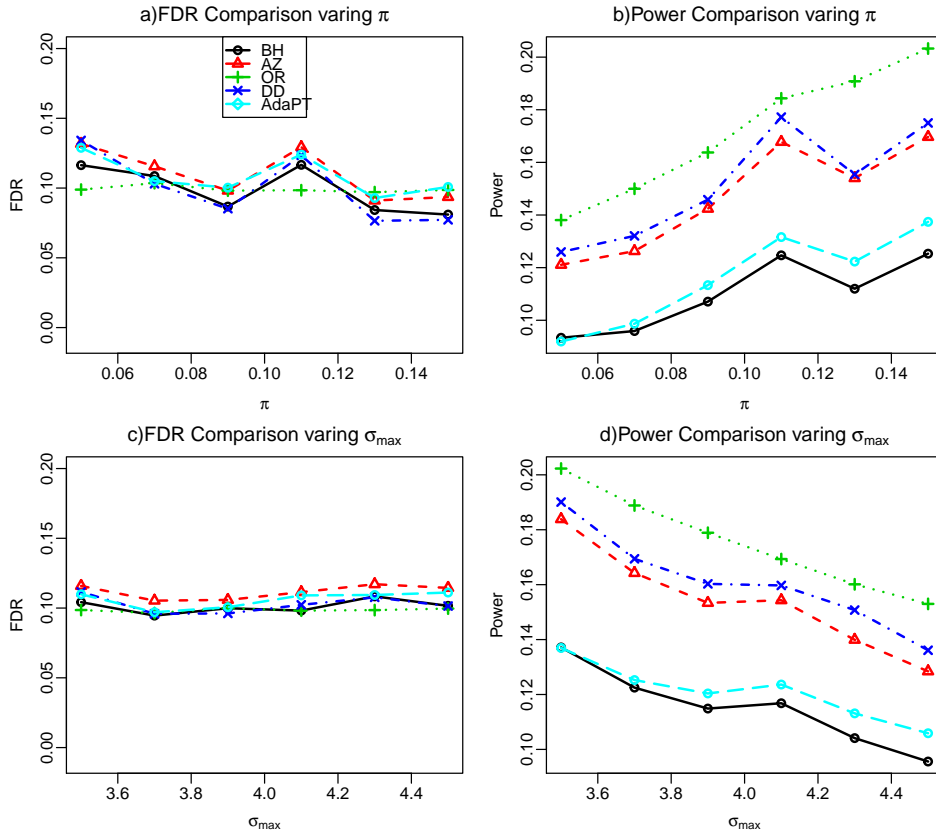 a)FDR Comparison varing π
FDR
0.00
0.05
0.10
0.15
0.20
BH
AZ
OR
DD
AdaPT
0.06
0.08
0.10
0.12
0.14
π
b)Power Comparison varing π
Power
0.10
0.12
0.14
0.16
0.18
0.20
0.06
0.08
0.10
0.12
0.14
π
c)FDR Comparison varing σmax
FDR
0.00
0.05
0.10
0.15
0.20
3.6
3.8
4.0
4.2
4.4
σmax
d)Power Comparison varing σmax
Power
0.10
0.12
0.14
0.16
0.18
0.20
3.6
3.8
4.0
4.2
4.4
σmax